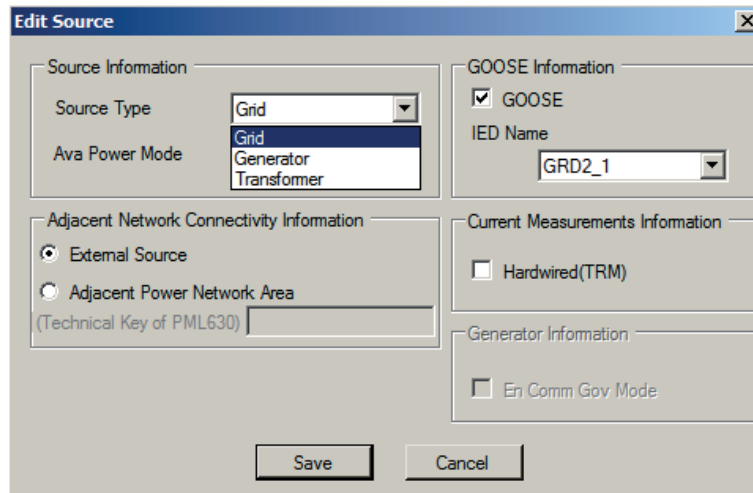 Edit Source
Source Information
Source Type
Grid
Grid
Generator
Transformer
Ava Power Mode
GOOSE Information
GOOSE
IED Name
GRD2_1
Adjacent Network Connectivity Information
External Source
Adjacent Power Network Area
(Technical Key of PML630)
Current Measurements Information
Hardwired(TRM)
Generator Information
En Comm Gov Mode
Save
Cancel